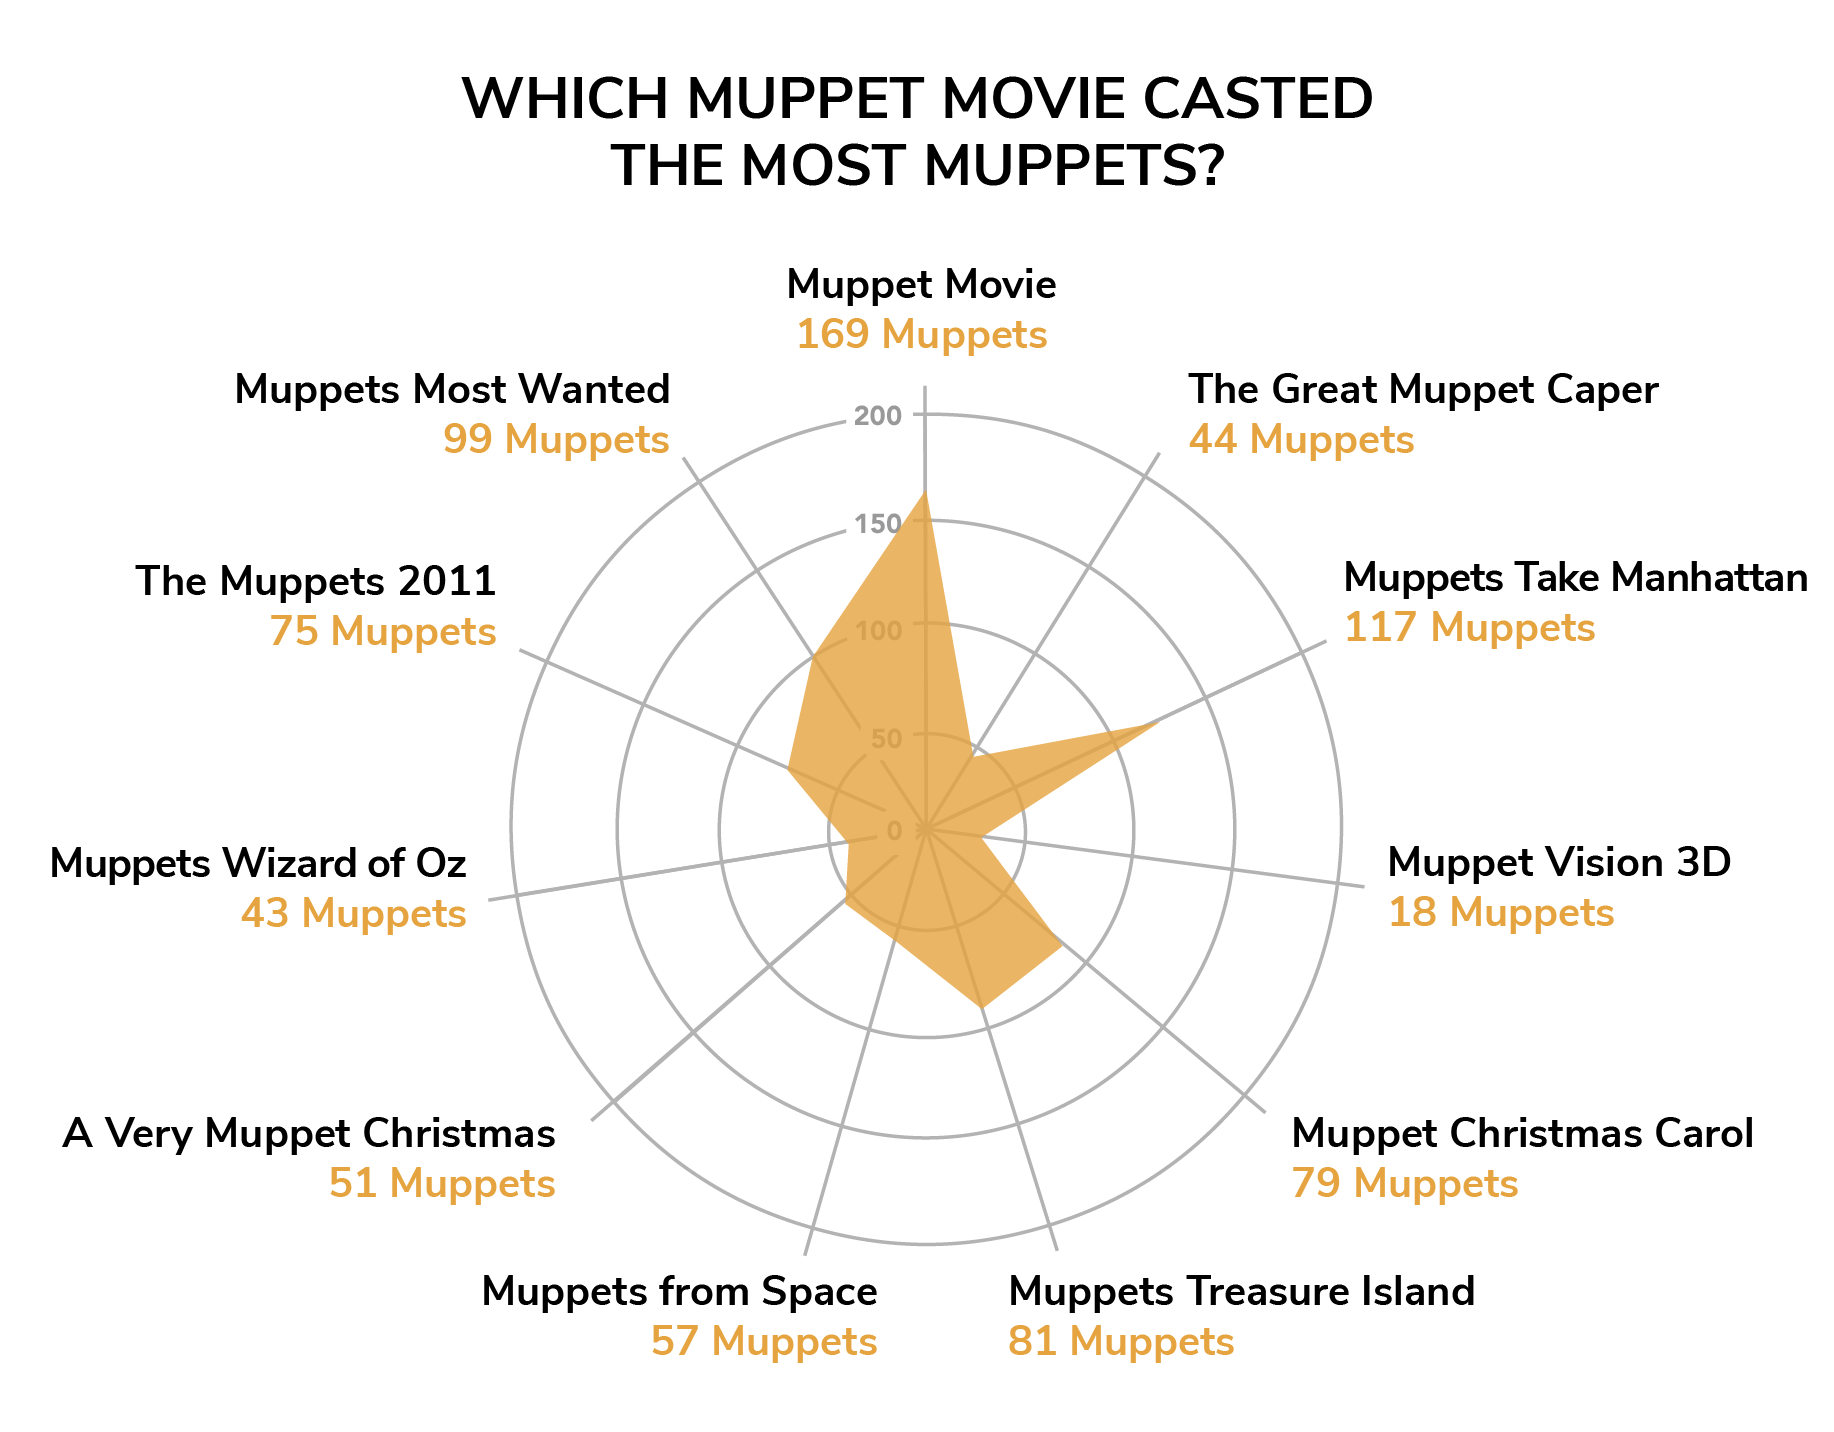 WHICH MUPPET MOVIE CASTED
THE MOST MUPPETS?
Muppet Movie
169 Muppets
The Great Muppet Caper
44 Muppets
Muppets Take Manhattan
117 Muppets
Muppet Vision 3D
18 Muppets
Muppet Christmas Carol
79 Muppets
Muppets Treasure Island
81 Muppets
Muppets from Space
57 Muppets
A Very Muppet Christmas
51 Muppets
Muppets Wizard of Oz
43 Muppets
The Muppets 2011
75 Muppets
Muppets Most Wanted
99 Muppets
200
150
100
50
0